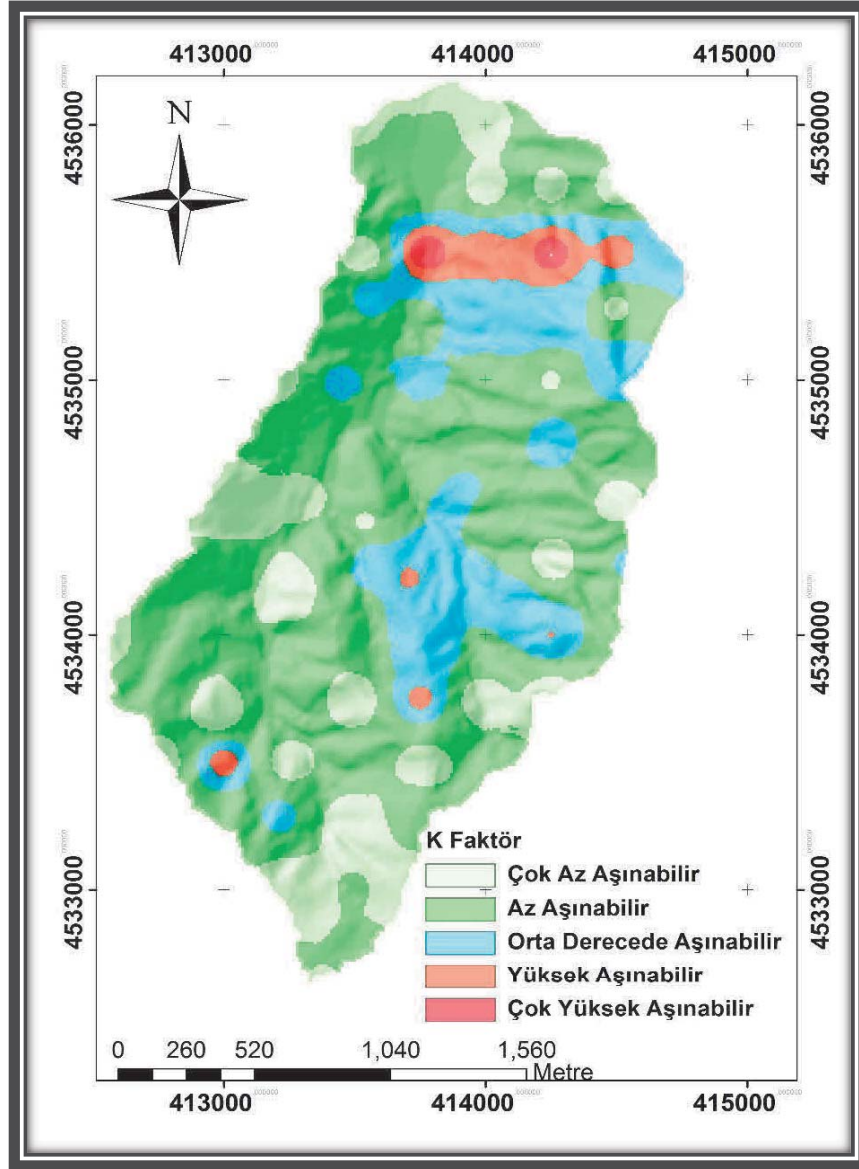 413000 414000 415000
N
4536000 4536000
4535000 4535000
4534000 4534000
4533000 4533000
K Faktör
Çok Az Aşınabilir
Az Aşınabilir
Orta Derecede Aşınabilir
Yüksek Aşınabilir
Çok Yüksek Aşınabilir
0 260 520 1,040 1,560
Metre
413000 414000 415000